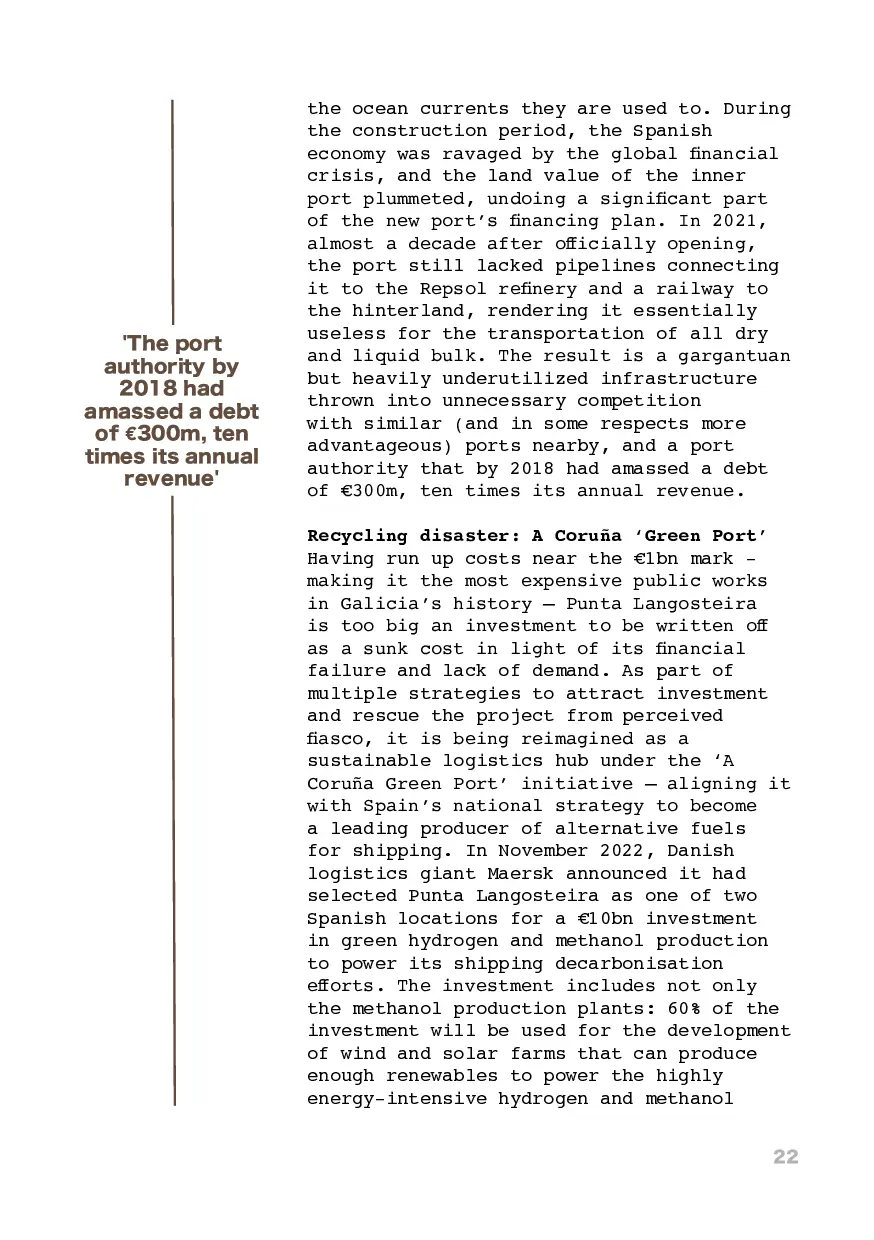 the ocean currents they are used to. During
the construction period, the Spanish
economy was ravaged by the global financial
crisis, and the land value of the inner
port plummeted, undoing a significant part
of the new port’s financing plan. In 2021,
almost a decade after officially opening,
the port still lacked pipelines connecting
it to the Repsol refinery and a railway to
the hinterland, rendering it essentially
useless for the transportation of all dry
and liquid bulk. The result is a gargantuan
but heavily underutilized infrastructure
thrown into unnecessary competition
with similar (and in some respects more
advantageous) ports nearby, and a port
authority that by 2018 had amassed a debt
of €300m, ten times its annual revenue.
'The port
authority by
2018 had
amassed a debt
of €300m, ten
times its annual
revenue'
Recycling disaster: A Coruña ‘Green Port’
Having run up costs near the €1bn mark -
making it the most expensive public works
in Galicia’s history — Punta Langosteira
is too big an investment to be written off
as a sunk cost in light of its financial
failure and lack of demand. As part of
multiple strategies to attract investment
and rescue the project from perceived
fiasco, it is being reimagined as a
sustainable logistics hub under the ‘A
Coruña Green Port’ initiative — aligning it
with Spain’s national strategy to become
a leading producer of alternative fuels
for shipping. In November 2022, Danish
logistics giant Maersk announced it had
selected Punta Langosteira as one of two
Spanish locations for a €10bn investment
in green hydrogen and methanol production
to power its shipping decarbonisation
efforts. The investment includes not only
the methanol production plants: 60% of the
investment will be used for the development
of wind and solar farms that can produce
enough renewables to power the highly
energy-intensive hydrogen and methanol
22